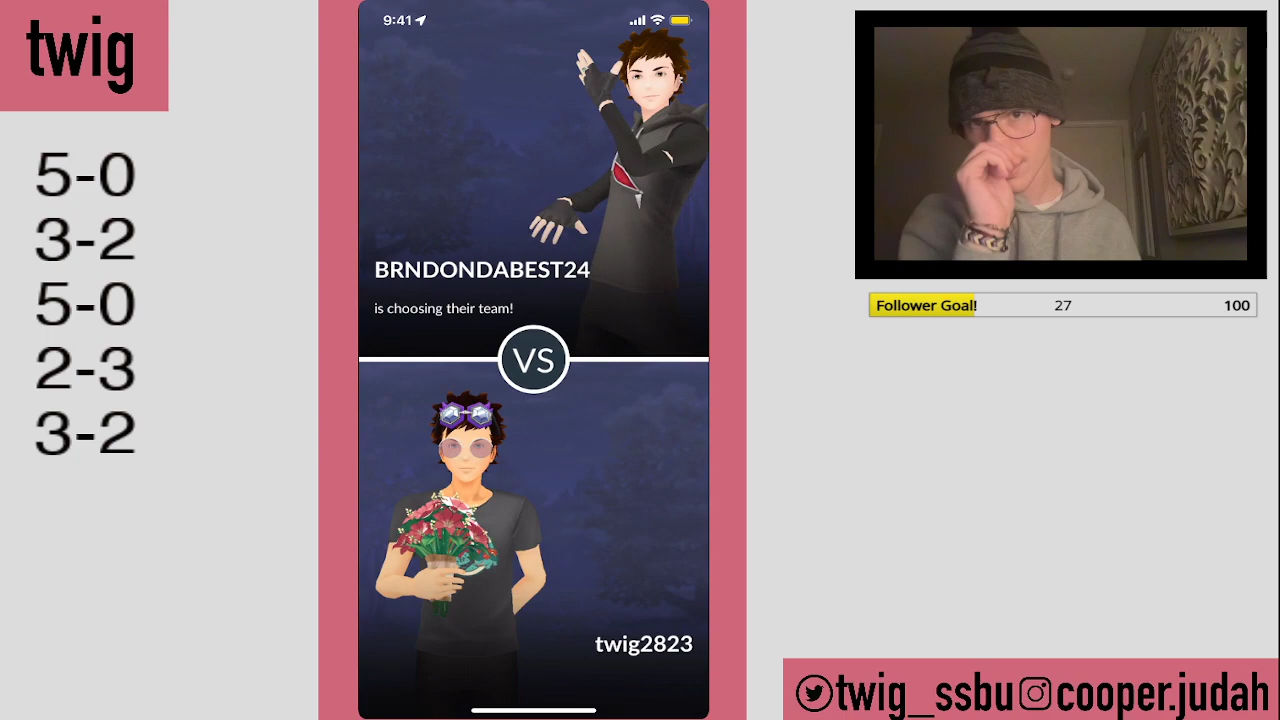 twig
5-0
3-2
5-0
2-3
3-2
9:41
BRNDONDABEST24
is choosing their team!
VS
twig2823
Follower Goal! 27 100
twig_ssbu cooper.judah